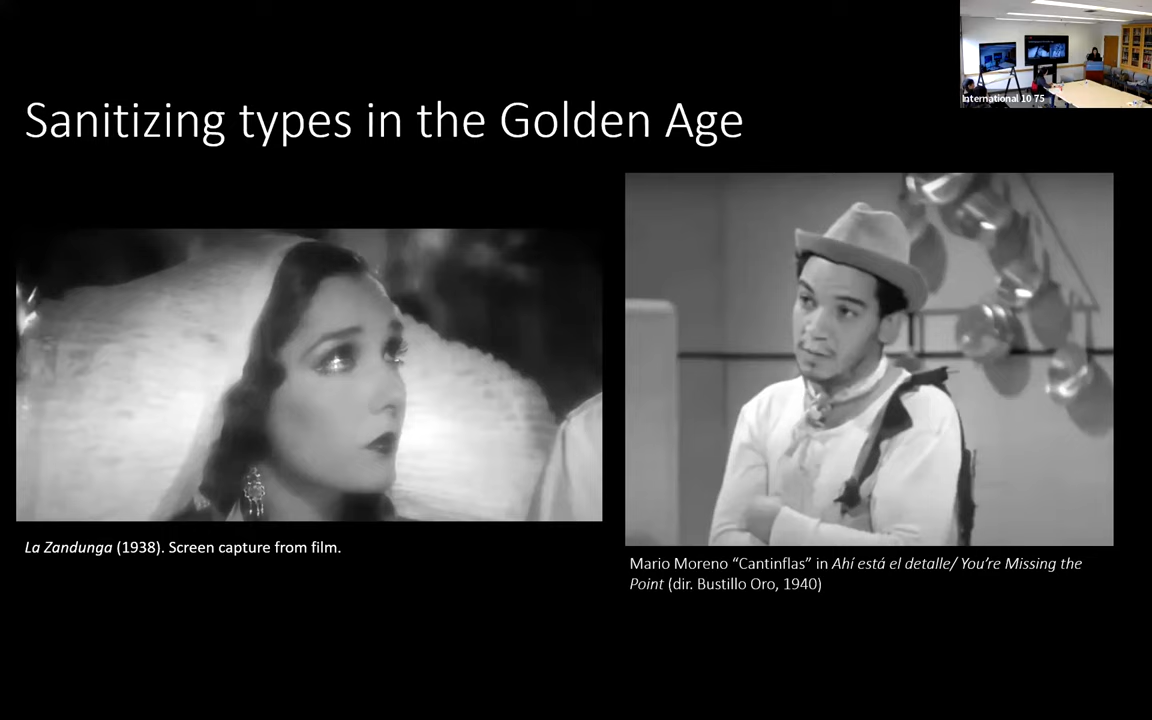 International 10 75
Sanitizing types in the Golden Age
La Zandunga (1938). Screen capture from film.
Mario Moreno “Cantinflas” in Ahí está el detalle/ You’re Missing the
Point (dir. Bustillo Oro, 1940)